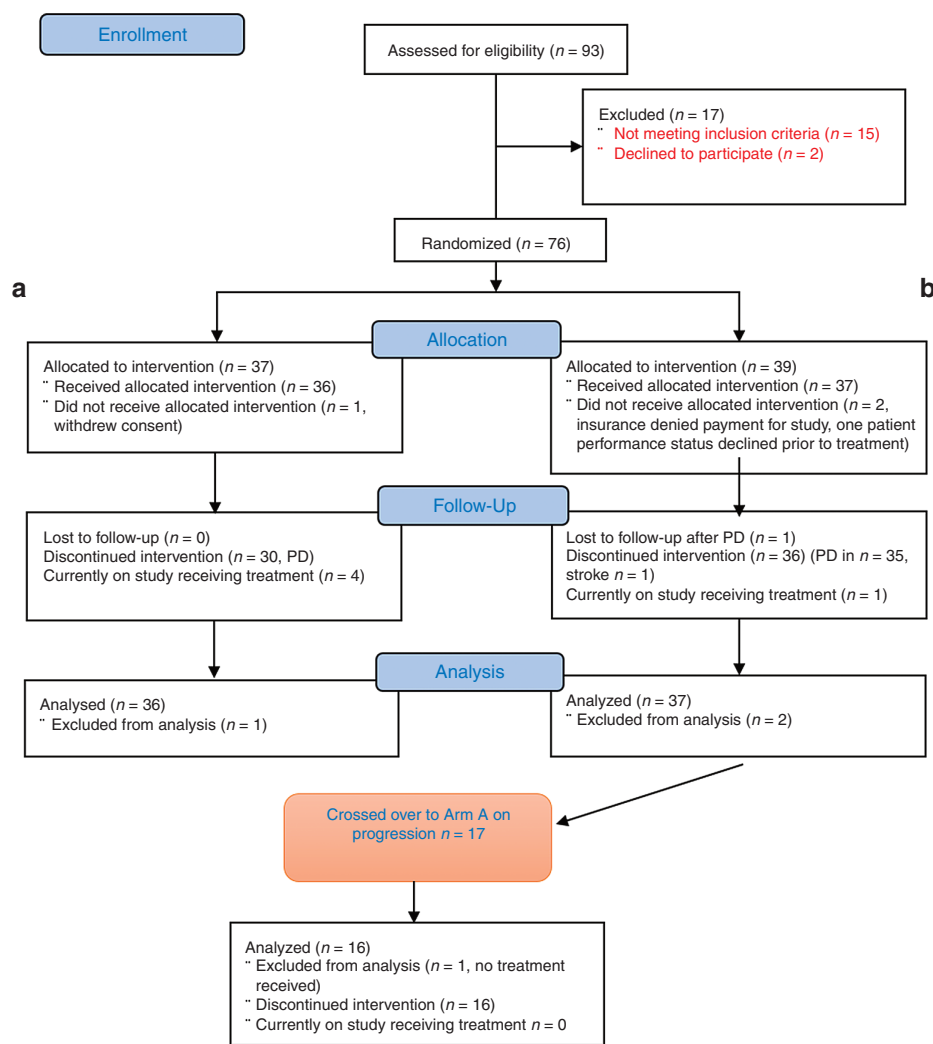 Enrollment
Assessed for eligibility (n = 93)
Excluded (n = 17)
¨ Not meeting inclusion criteria (n = 15)
¨ Declined to participate (n = 2)
Randomized (n = 76)
a
b
Allocation
Allocated to intervention (n = 37)
¨ Received allocated intervention (n = 36)
¨ Did not receive allocated intervention (n = 1,
withdrew consent)
Allocated to intervention (n = 39)
¨ Received allocated intervention (n = 37)
¨ Did not receive allocated intervention (n = 2,
insurance denied payment for study, one patient
performance status declined prior to treatment)
Follow-Up
Lost to follow-up (n = 0)
Discontinued intervention (n = 30, PD)
Currently on study receiving treatment (n = 4)
Lost to follow-up after PD (n = 1)
Discontinued intervention (n = 36) (PD in n = 35,
stroke n = 1)
Currently on study receiving treatment (n = 1)
Analysis
Analysed (n = 36)
¨ Excluded from analysis (n = 1)
Analyzed (n = 37)
¨ Excluded from analysis (n = 2)
Crossed over to Arm A on
progression n = 17
Analyzed (n = 16)
¨ Excluded from analysis (n = 1, no treatment
received)
¨ Discontinued intervention (n = 16)
¨ Currently on study receiving treatment n = 0